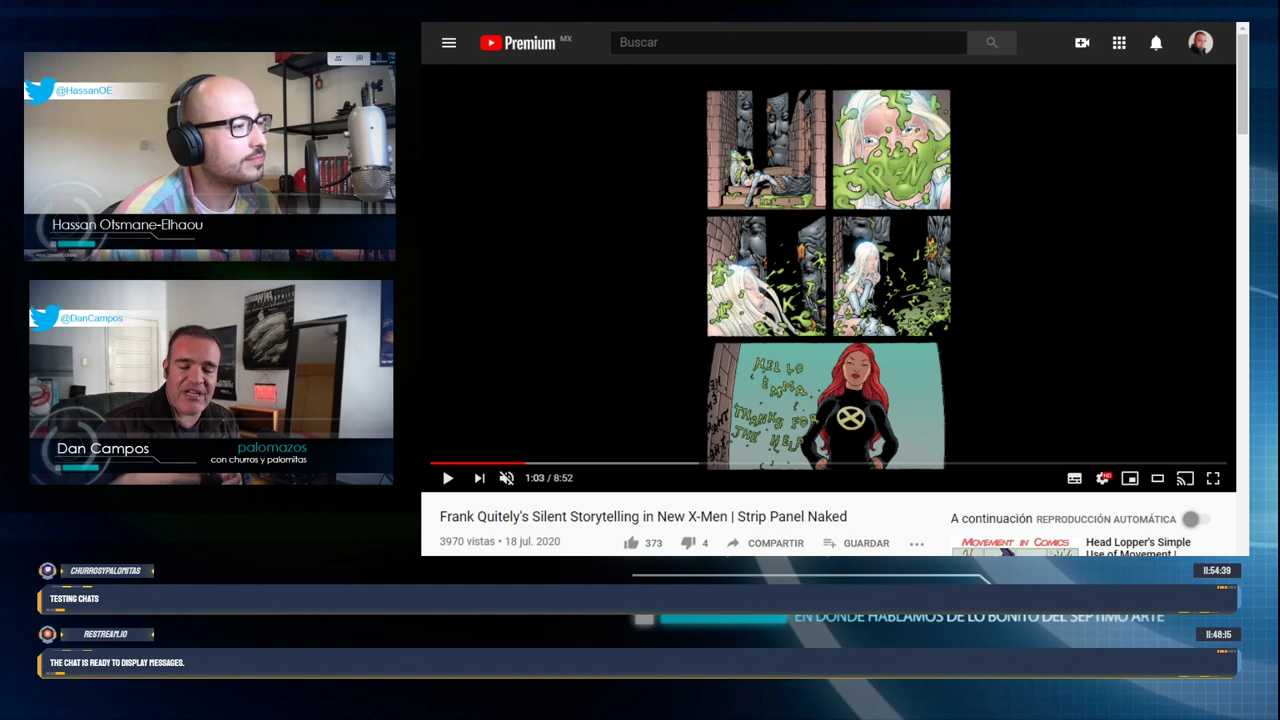 @HassanOE
Hassan Otsmane-Elhaou
@DanCampos
Dan Campos
palomazos
con churros y palomitas
Premium MX
Buscar
HELLO
EMMA.
THANKS FOR
THE HELP
1:03 / 8:52
HD
Frank Quitely's Silent Storytelling in New X-Men | Strip Panel Naked
3970 vistas • 18 jul. 2020
373
4
COMPARTIR
GUARDAR
A continuación
REPRODUCCIÓN AUTOMÁTICA
MOVEMENT IN COMICS
Head Lopper's Simple
Use of Movement |
CHURROSYPALOMITAS
11:54:39
TESTING CHATS
EN DONDE HABLAMOS DE LO BONITO DEL SÉPTIMO ARTE
RESTREAM.IO
11:48:15
THE CHAT IS READY TO DISPLAY MESSAGES.